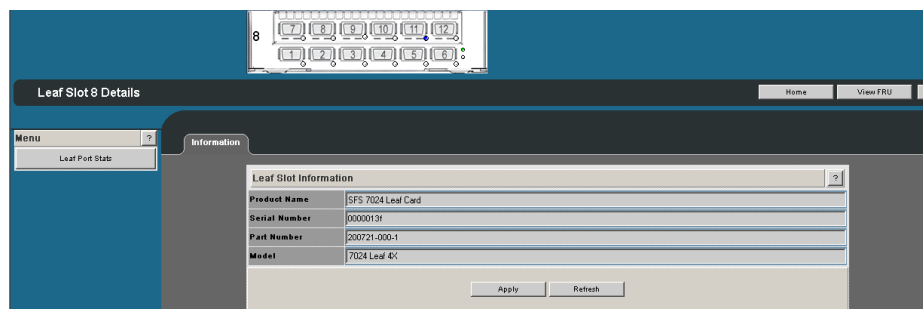 7 8 9 10 11 12
8
1 2 3 4 5 6
Leaf Slot 8 Details
Home
View FRU
Menu ?
Leaf Port Stats
Information
Leaf Slot Information ?
Product Name SFS 7024 Leaf Card
Serial Number 0000013f
Part Number 200721-000-1
Model 7024 Leaf 4X
Apply Refresh